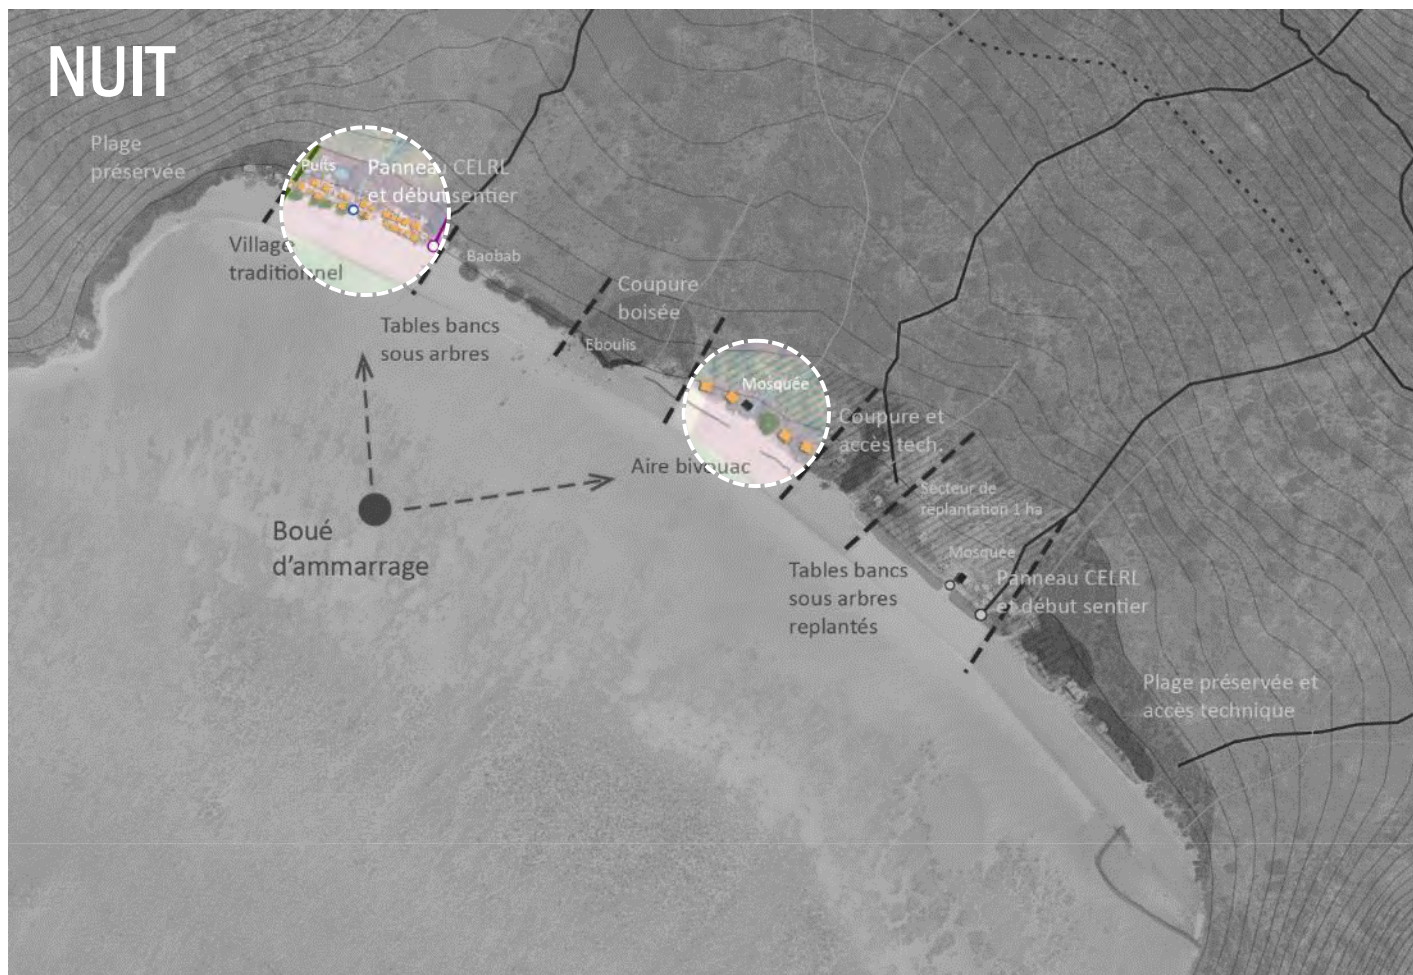 NUIT
Plage
préservée
Puits
Panneau CELRL
et début sentier
Village
traditionnel
Baobab
Coupure
boisée
Tables bancs
sous arbres
Eboulis
Mosquée
Coupure et
accès tech.
Aire bivouac
Secteur de
replantation 1 ha
Boué
d'ammarrage
Mosquée
Tables bancs
sous arbres
replantés
Panneau CELRL
et début sentier
Plage préservée et
accès technique